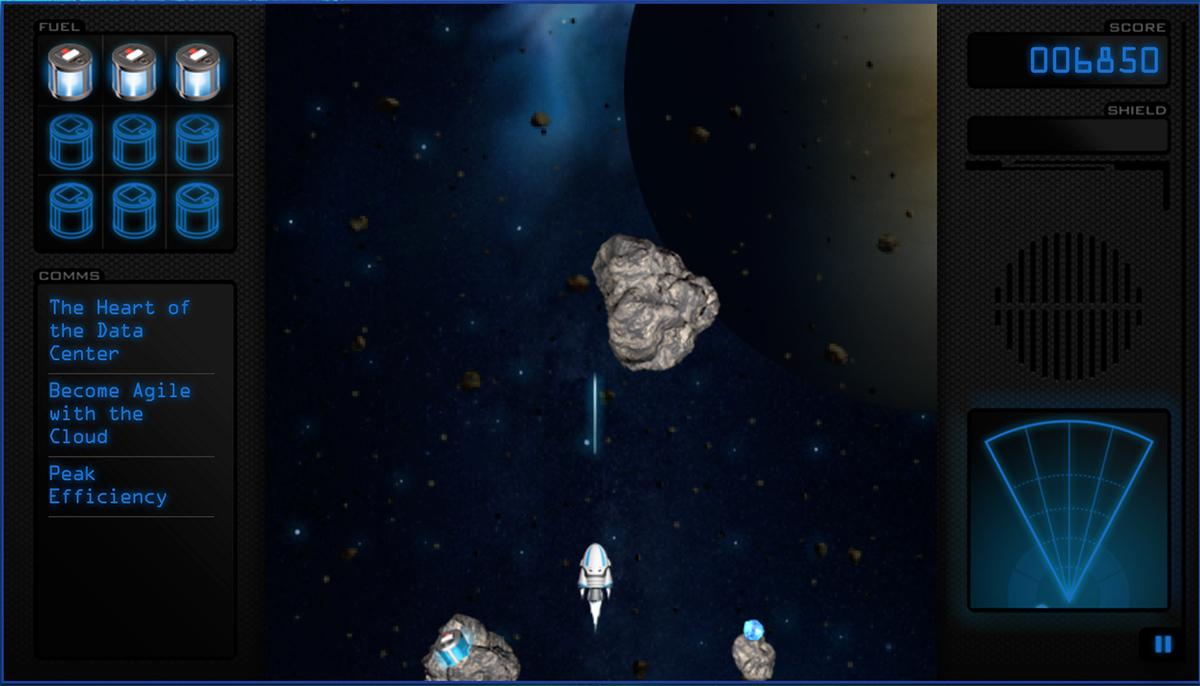 FUEL
COMMS
The Heart of
the Data
Center
Become Agile
with the
Cloud
Peak
Efficiency
SCORE
006850
SHIELD